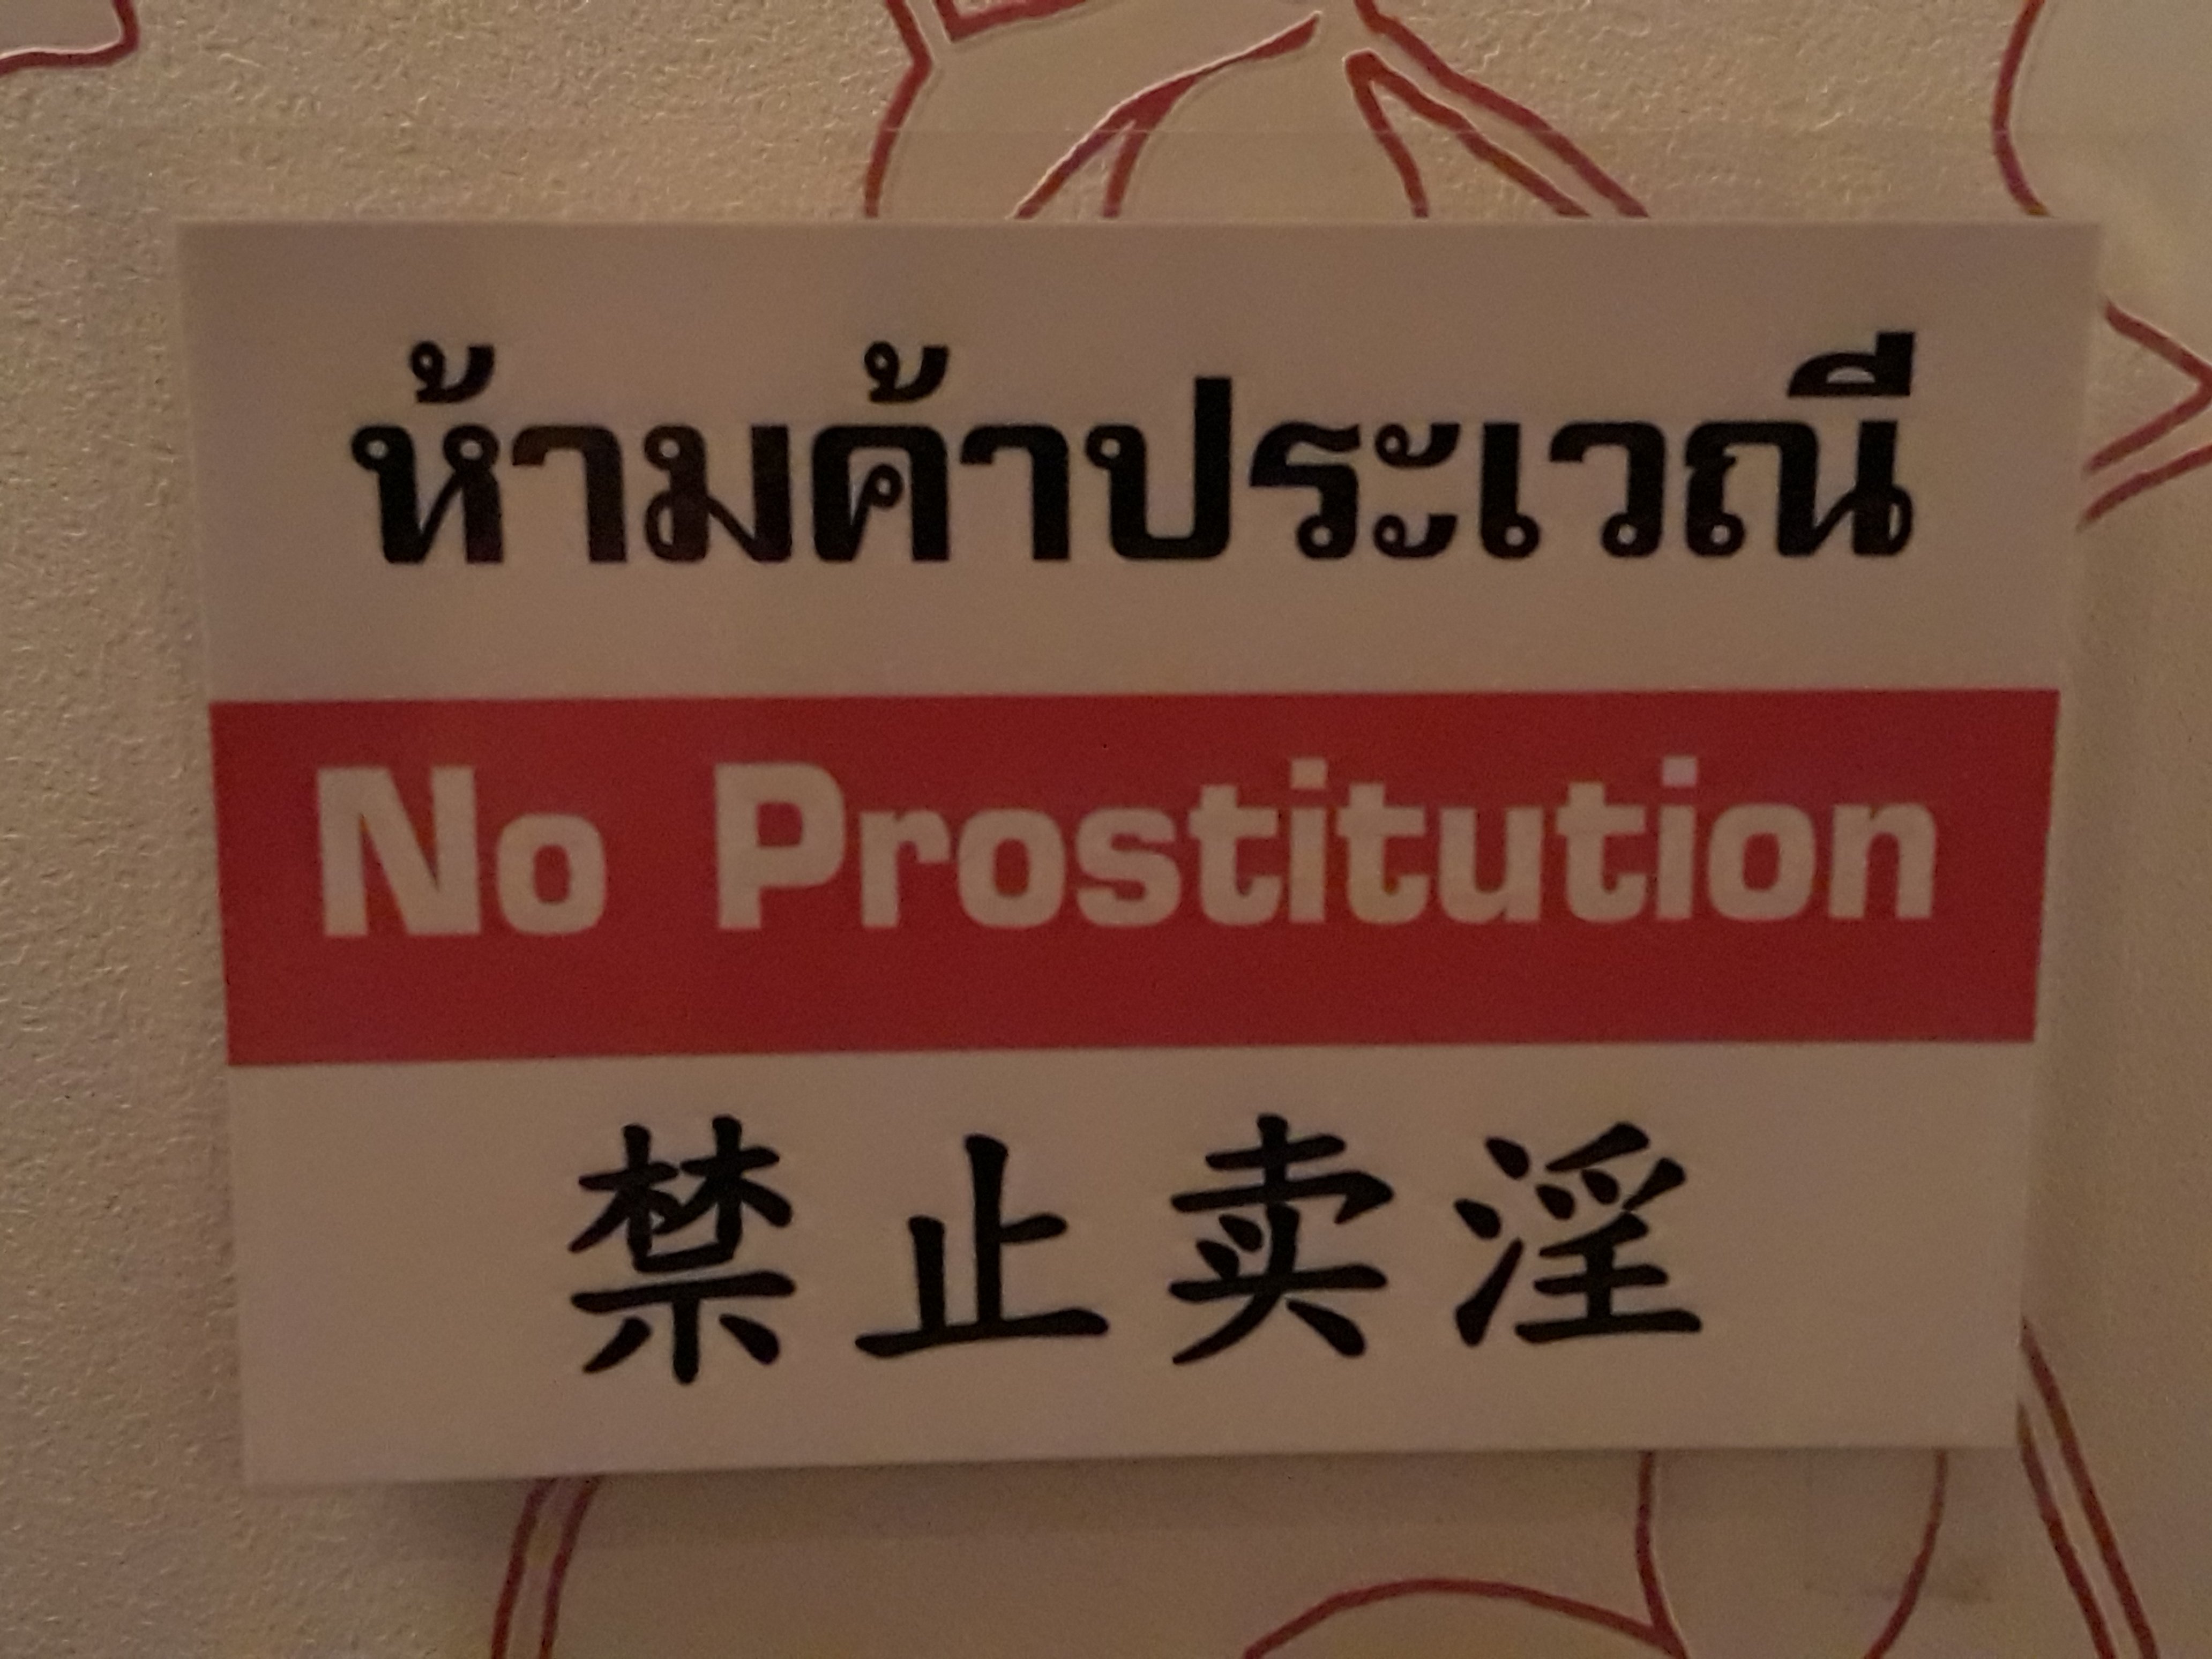 ห้ามค้าประเวณี
No Prostitution
禁止卖淫